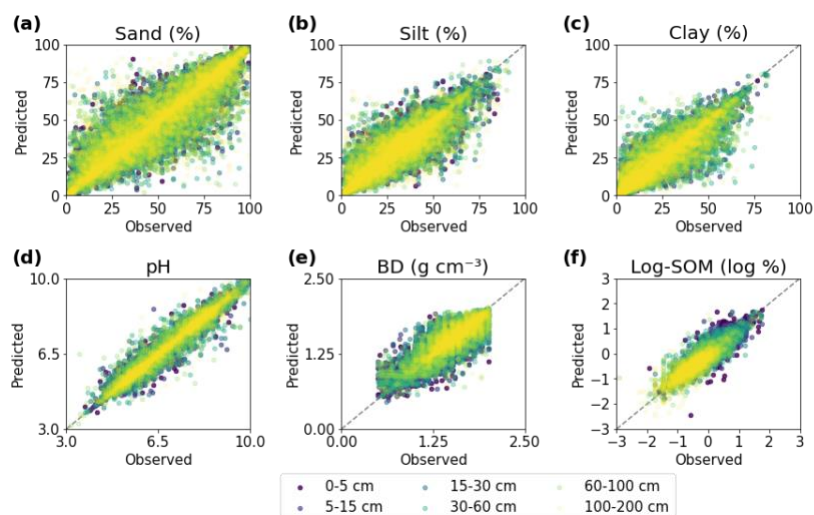 (a) Sand (%)
(b) Silt (%)
(c) Clay (%)
100
75
50
25
0
Predicted
0 25 50 75 100
Observed
100
75
50
25
0
Predicted
0 25 50 75 100
Observed
100
75
50
25
0
Predicted
0 25 50 75 100
Observed
(d) pH
(e) BD (g cm⁻³)
(f) Log-SOM (log %)
10.0
6.5
3.0
Predicted
3.0 6.5 10.0
Observed
2.50
1.25
0.00
Predicted
0.00 1.25 2.50
Observed
3
2
1
0
−1
−2
−3
Predicted
−3 −2 −1 0 1 2 3
Observed
0-5 cm 15-30 cm 60-100 cm
5-15 cm 30-60 cm 100-200 cm